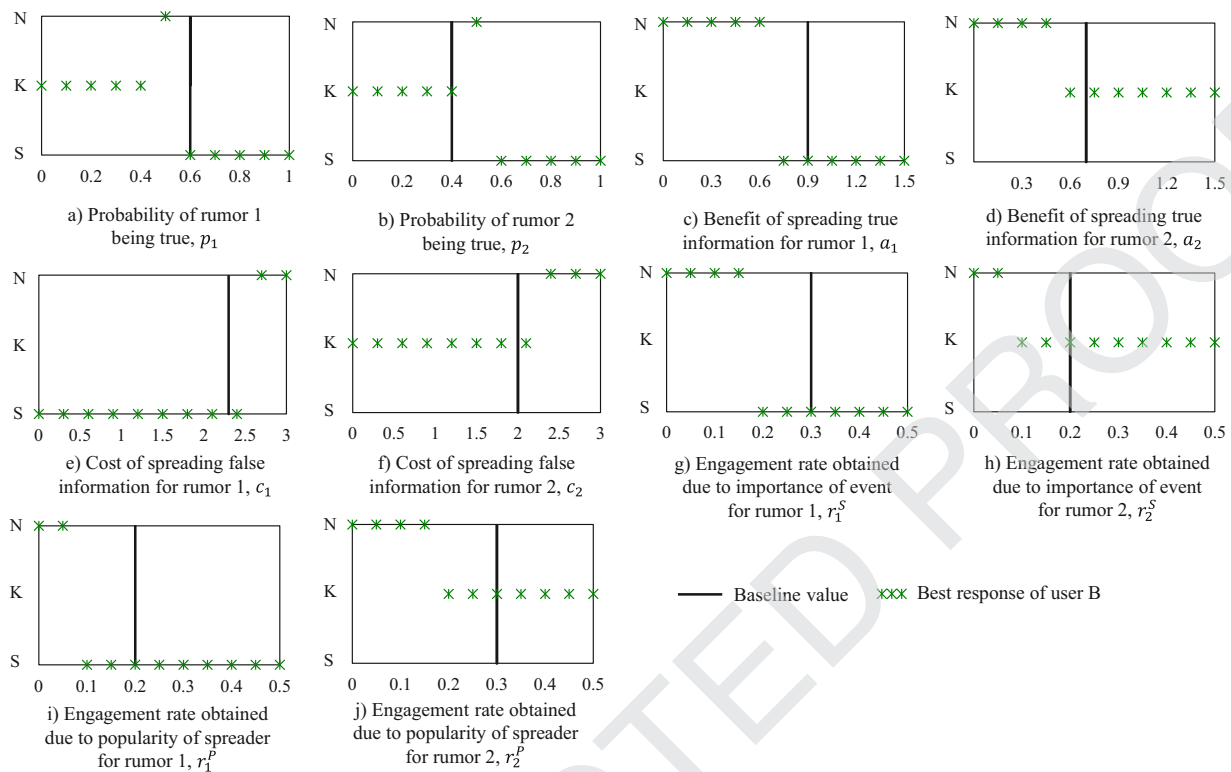 N
K
S
0 0.2 0.4 0.6 0.8 1
a) Probability of rumor 1
being true, p₁
N
K
S
0 0.2 0.4 0.6 0.8 1
b) Probability of rumor 2
being true, p₂
N
K
S
0 0.3 0.6 0.9 1.2 1.5
c) Benefit of spreading true
information for rumor 1, a₁
N
K
S
0.3 0.6 0.9 1.2 1.5
d) Benefit of spreading true
information for rumor 2, a₂
N
K
S
0 0.5 1 1.5 2 2.5 3
e) Cost of spreading false
information for rumor 1, c₁
N
K
S
0 0.5 1 1.5 2 2.5 3
f) Cost of spreading false
information for rumor 2, c₂
N
K
S
0 0.1 0.2 0.3 0.4 0.5
g) Engagement rate obtained
due to importance of event
for rumor 1, r₁ˢ
N
K
S
0 0.1 0.2 0.3 0.4 0.5
h) Engagement rate obtained
due to importance of event
for rumor 2, r₂ˢ
N
K
S
0 0.1 0.2 0.3 0.4 0.5
i) Engagement rate obtained
due to popularity of spreader
for rumor 1, r₁ᴾ
N
K
S
0 0.1 0.2 0.3 0.4 0.5
j) Engagement rate obtained
due to popularity of spreader
for rumor 2, r₂ᴾ
Baseline value
Best response of user B